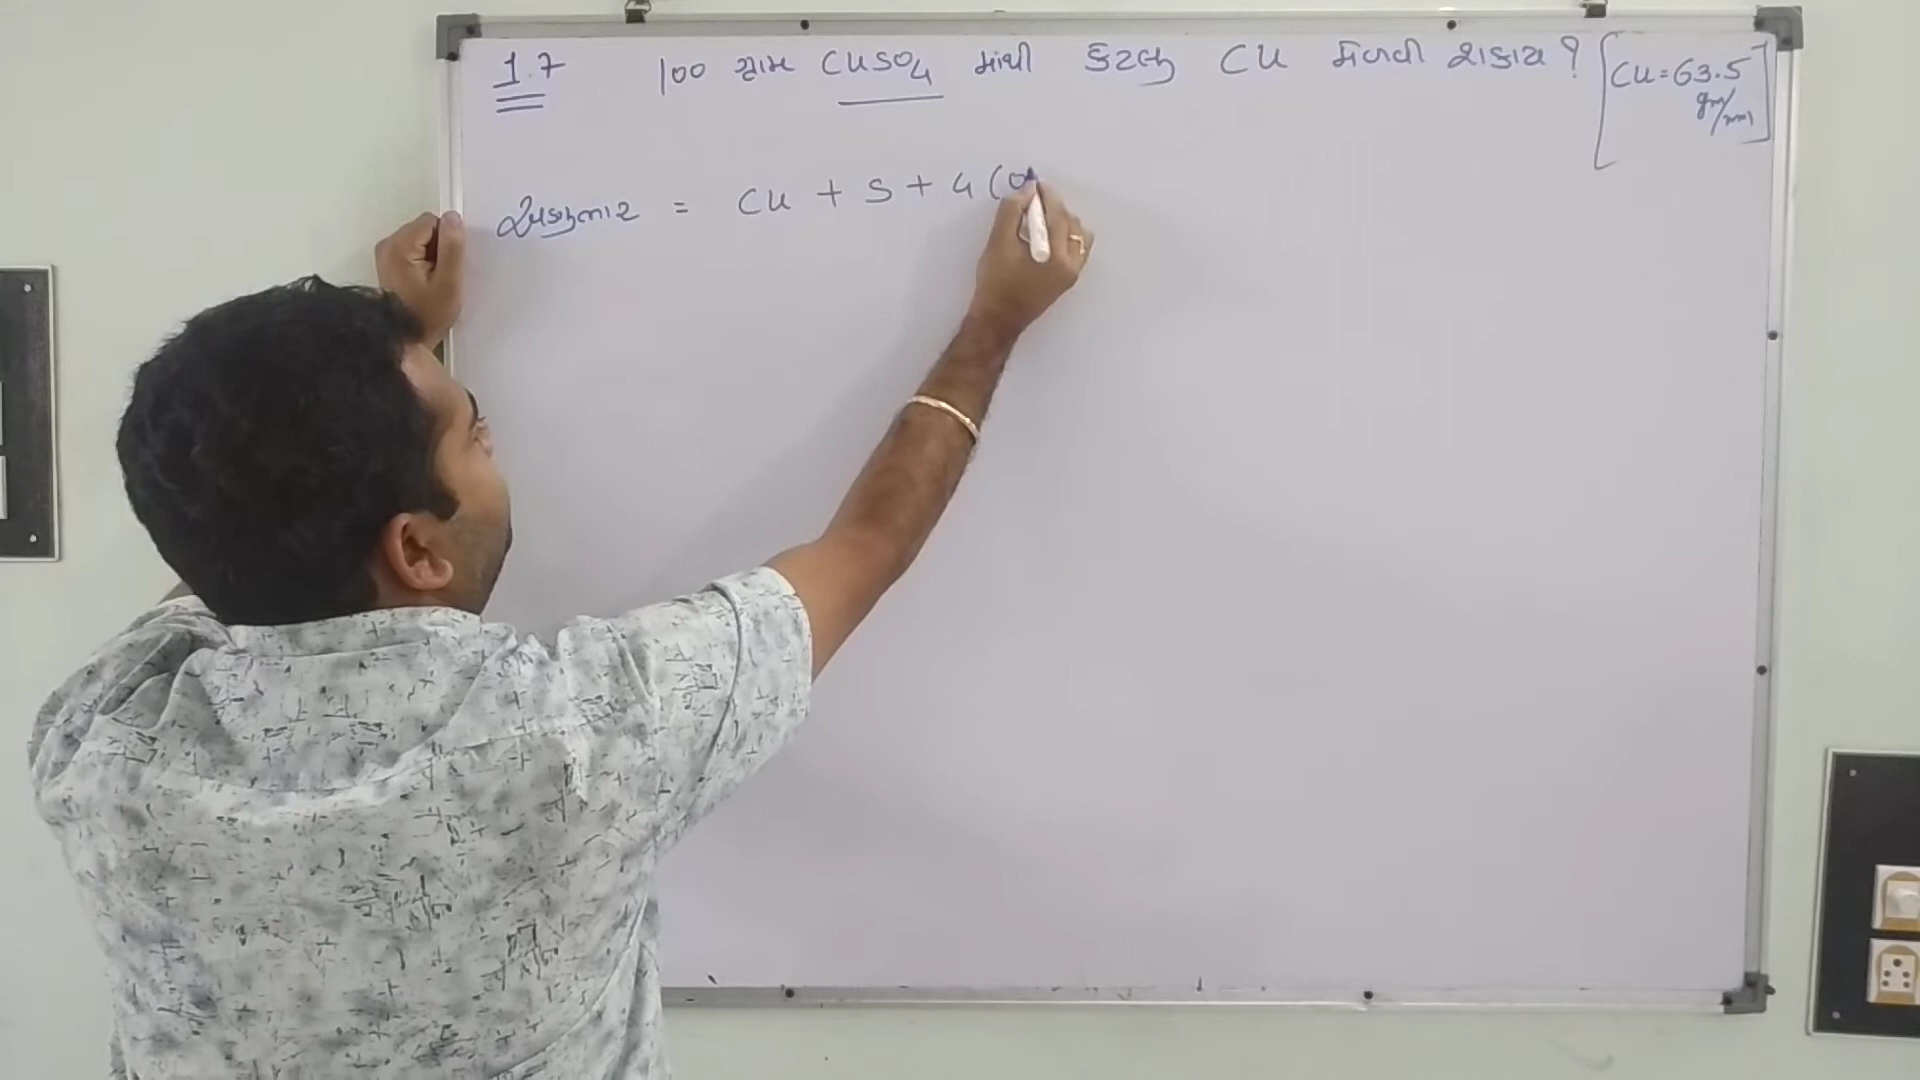 1.7 100 ગ્રામ CuSO4 માંથી કેટલુ Cu મેળવી શકાય ? [Cu = 63.5 gm/mol]
અણુભાર = Cu + S + 4 (O